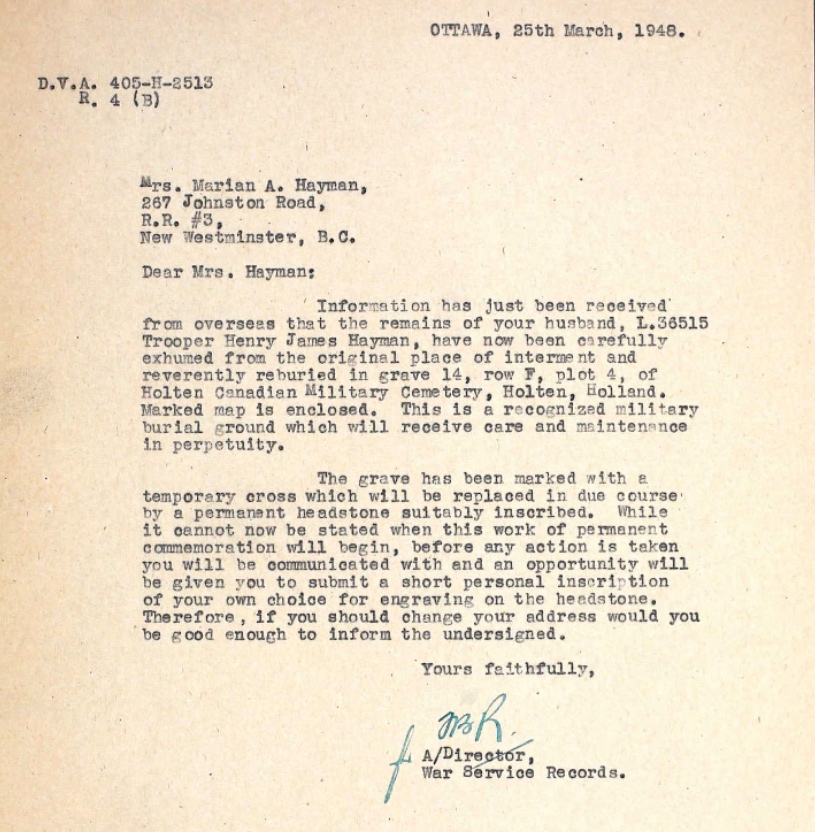 OTTAWA, 25th March, 1948.
D.V.A. 405-H-2513
R. 4 (B)
Mrs. Marian A. Hayman,
267 Johnston Road,
R.R. #3,
New Westminster, B.C.
Dear Mrs. Hayman:
Information has just been received
from overseas that the remains of your husband, L.36515
Trooper Henry James Hayman, have now been carefully
exhumed from the original place of interment and
reverently reburied in grave 14, row F, plot 4, of
Holten Canadian Military Cemetery, Holten, Holland.
Marked map is enclosed. This is a recognized military
burial ground which will receive care and maintenance
in perpetuity.
The grave has been marked with a
temporary cross which will be replaced in due course
by a permanent headstone suitably inscribed. While
it cannot now be stated when this work of permanent
commemoration will begin, before any action is taken
you will be communicated with and an opportunity will
be given you to submit a short personal inscription
of your own choice for engraving on the headstone.
Therefore, if you should change your address would you
be good enough to inform the undersigned.
Yours faithfully,
A/Director,
War Service Records.